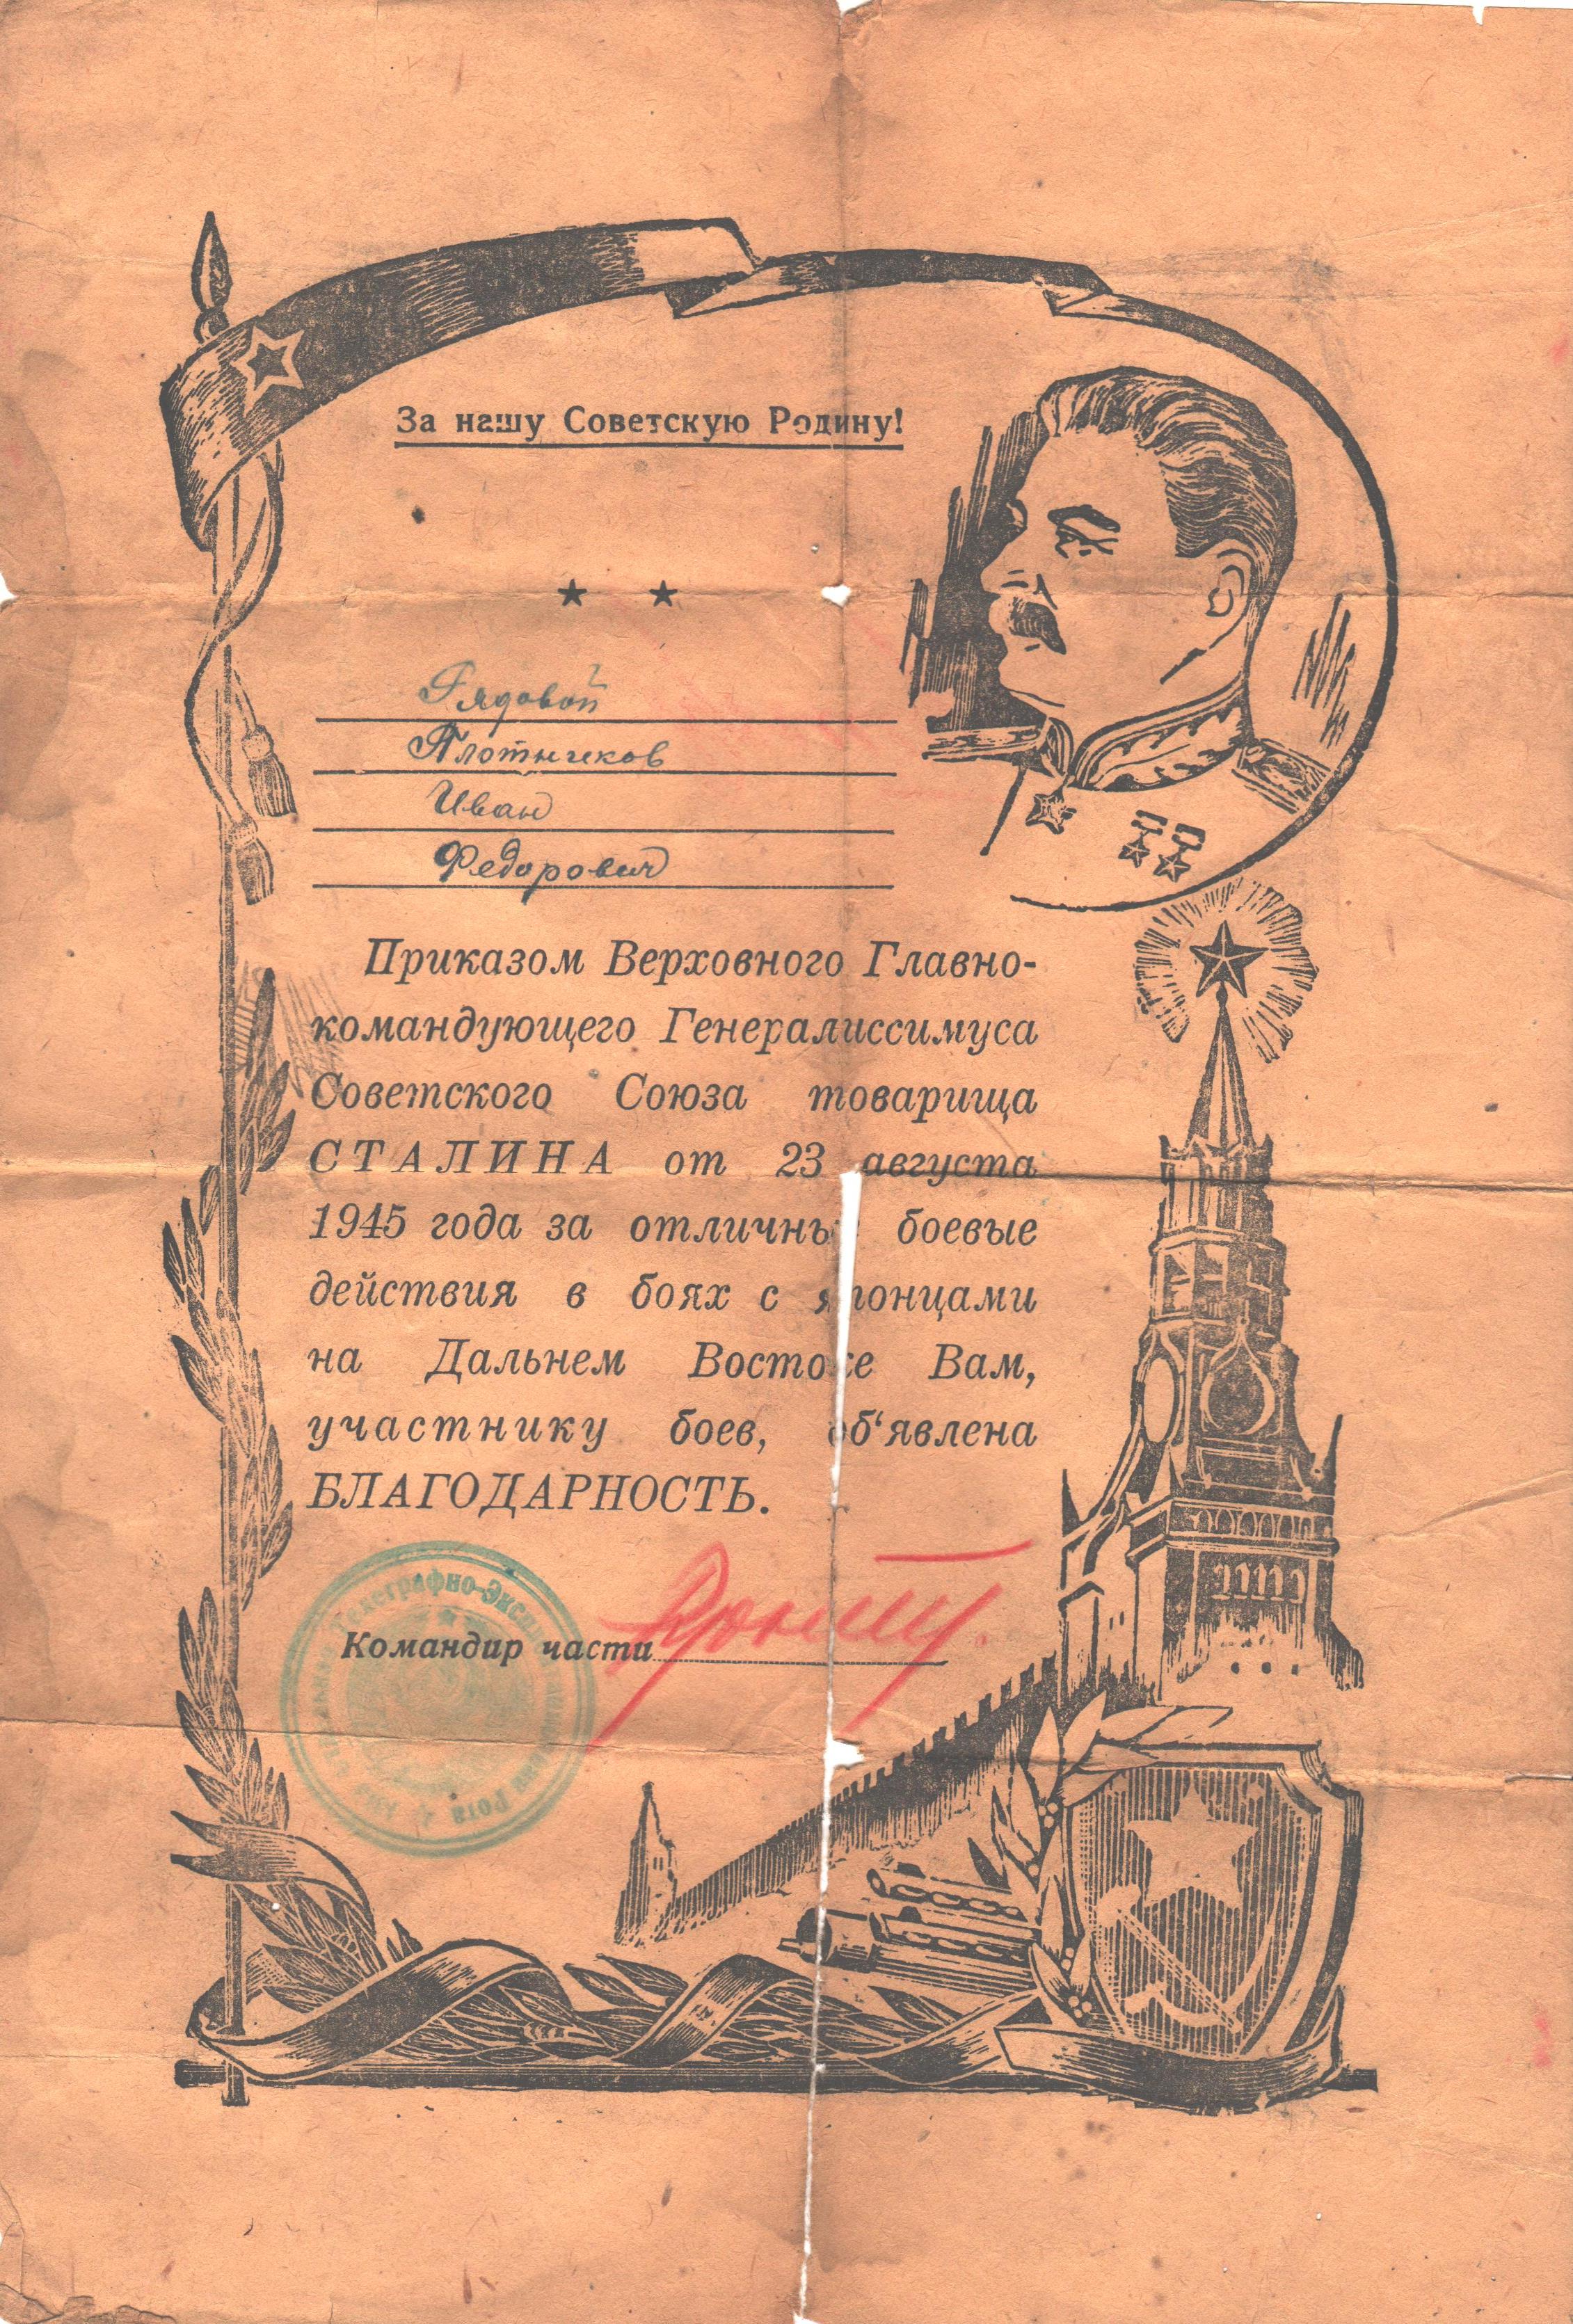 За нашу Советскую Родину!
Рядовой
Плотников
Иван
Федорович
Приказом Верховного Главно-
командующего Генералиссимуса
Советского Союза товарища
СТАЛИНА от 23 августа
1945 года за отличные боевые
действия в боях с японцами
на Дальнем Востоке Вам,
участнику боев, об‘явлена
БЛАГОДАРНОСТЬ.
Командир части
Рота